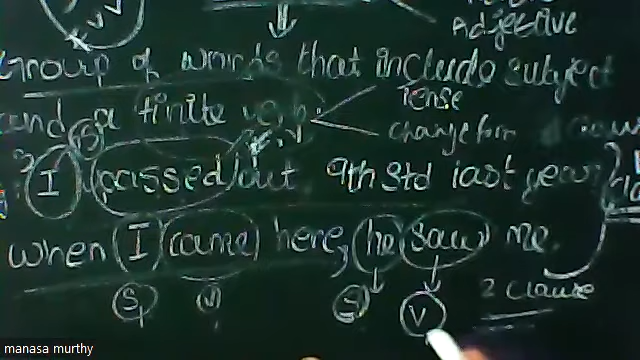 Adjective
Group of words that include subject
and a finite verb
Tense
change form
I passed out 9th std last year
When I came here, he saw me.
S V S V
2 clause
manasa murthy